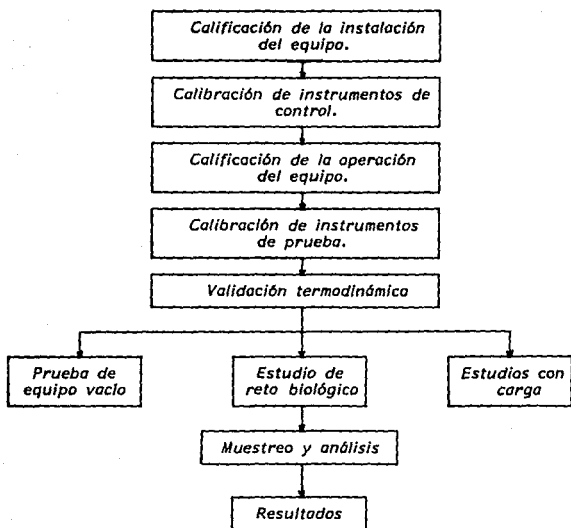 Calificación de la instalación
del equipo.
Calibración de instrumentos de
control.
Calificación de la operación
del equipo.
Calibración de instrumentos
de prueba.
Validación termodinámica
Prueba de
equipo vacío
Estudio de
reto biológico
Estudios con
carga
Muestreo y análisis
Resultados